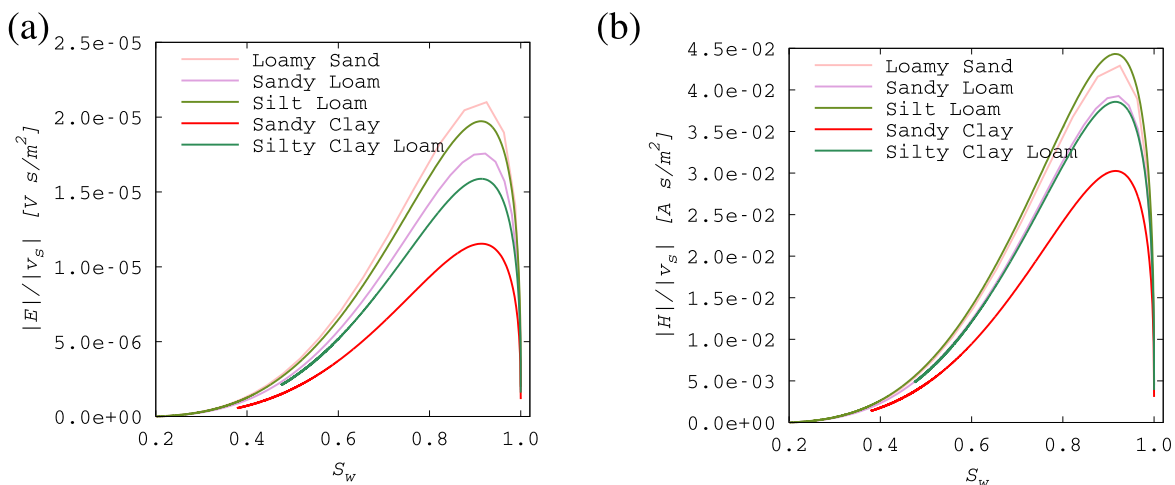 (a)
2.5e-05
2.0e-05
1.5e-05
1.0e-05
5.0e-06
0.0e+00
|E|/|v_s| [V s/m²]
Loamy Sand
Sandy Loam
Silt Loam
Sandy Clay
Silty Clay Loam
0.2 0.4 0.6 0.8 1.0
S_w
(b)
4.5e-02
4.0e-02
3.5e-02
3.0e-02
2.5e-02
2.0e-02
1.5e-02
1.0e-02
5.0e-03
0.0e+00
|H|/|v_s| [A s/m²]
Loamy Sand
Sandy Loam
Silt Loam
Sandy Clay
Silty Clay Loam
0.2 0.4 0.6 0.8 1.0
S_w